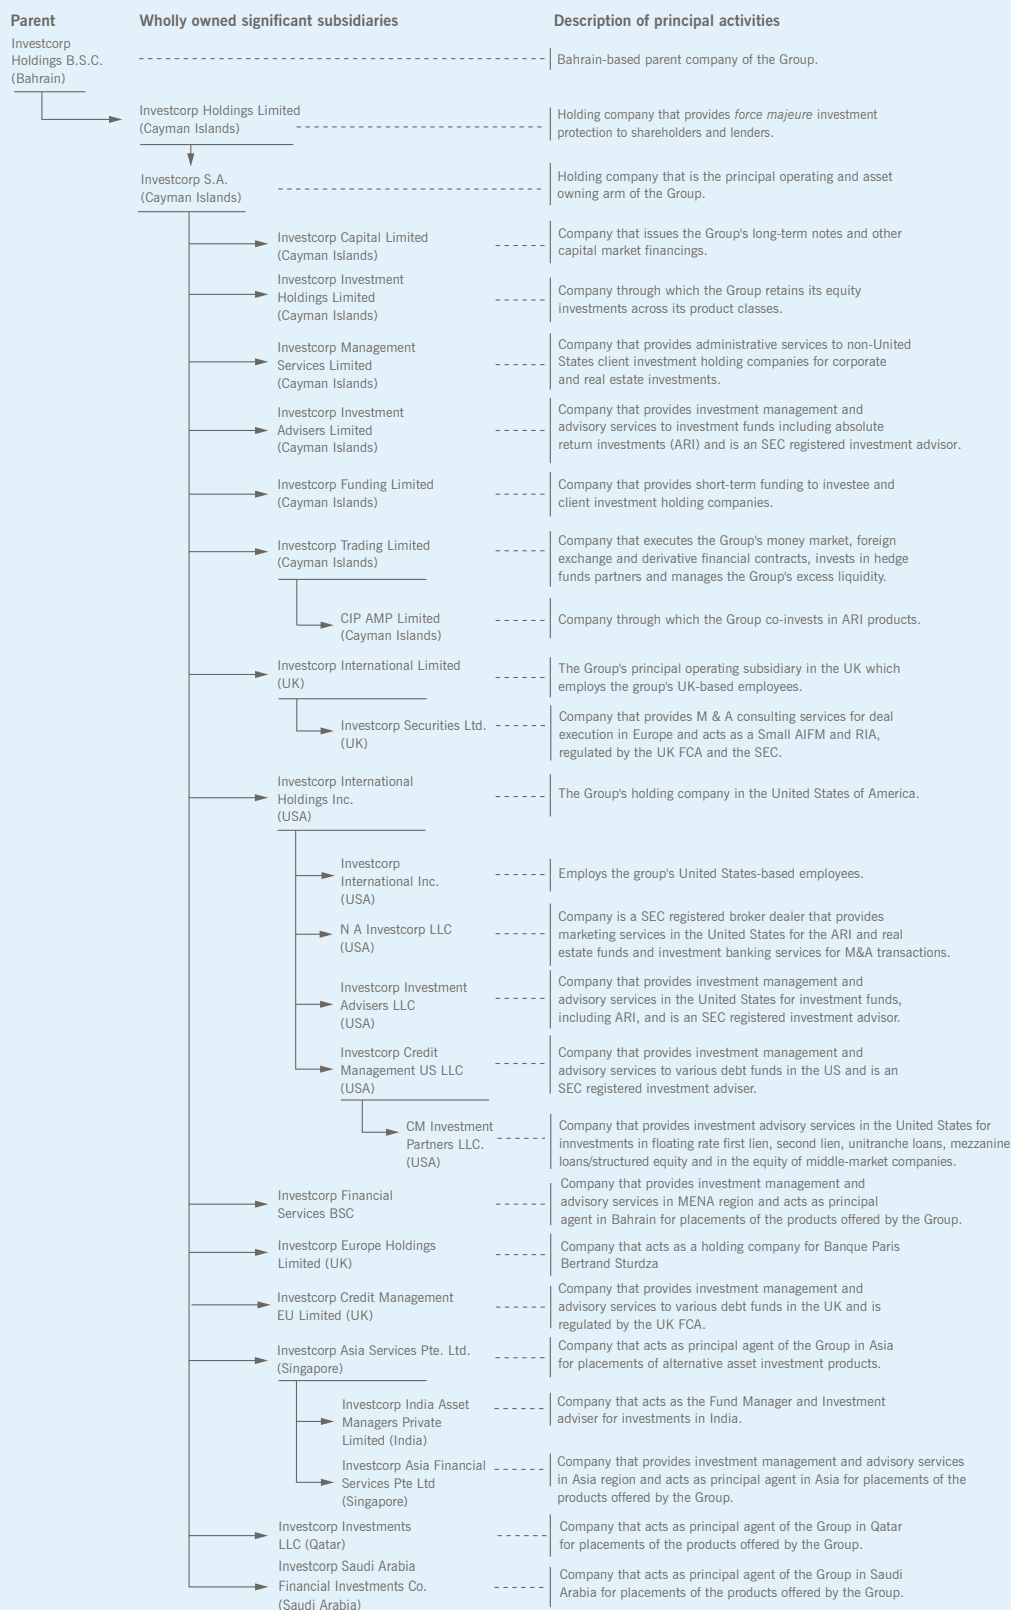 Parent
Wholly owned significant subsidiaries
Description of principal activities
Investcorp
Holdings B.S.C.
(Bahrain)
Bahrain-based parent company of the Group.
Investcorp Holdings Limited
(Cayman Islands)
Holding company that provides force majeure investment
protection to shareholders and lenders.
Investcorp S.A.
(Cayman Islands)
Holding company that is the principal operating and asset
owning arm of the Group.
Investcorp Capital Limited
(Cayman Islands)
Company that issues the Group's long-term notes and other
capital market financings.
Investcorp Investment
Holdings Limited
(Cayman Islands)
Company through which the Group retains its equity
investments across its product classes.
Investcorp Management
Services Limited
(Cayman Islands)
Company that provides administrative services to non-United
States client investment holding companies for corporate
and real estate investments.
Investcorp Investment
Advisers Limited
(Cayman Islands)
Company that provides investment management and
advisory services to investment funds including absolute
return investments (ARI) and is an SEC registered investment advisor.
Investcorp Funding Limited
(Cayman Islands)
Company that provides short-term funding to investee and
client investment holding companies.
Investcorp Trading Limited
(Cayman Islands)
Company that executes the Group's money market, foreign
exchange and derivative financial contracts, invests in hedge
funds partners and manages the Group's excess liquidity.
CIP AMP Limited
(Cayman Islands)
Company through which the Group co-invests in ARI products.
Investcorp International Limited
(UK)
The Group's principal operating subsidiary in the UK which
employs the group's UK-based employees.
Investcorp Securities Ltd.
(UK)
Company that provides M & A consulting services for deal
execution in Europe and acts as a Small AIFM and RIA,
regulated by the UK FCA and the SEC.
Investcorp International
Holdings Inc.
(USA)
The Group's holding company in the United States of America.
Investcorp
International Inc.
(USA)
Employs the group's United States-based employees.
N A Investcorp LLC
(USA)
Company is a SEC registered broker dealer that provides
marketing services in the United States for the ARI and real
estate funds and investment banking services for M&A transactions.
Investcorp Investment
Advisers LLC
(USA)
Company that provides investment management and
advisory services in the United States for investment funds,
including ARI, and is an SEC registered investment advisor.
Investcorp Credit
Management US LLC
(USA)
Company that provides investment management and
advisory services to various debt funds in the US and is an
SEC registered investment adviser.
CM Investment
Partners LLC.
(USA)
Company that provides investment advisory services in the United States for
innvestments in floating rate first lien, second lien, unitranche loans, mezzanine
loans/structured equity and in the equity of middle-market companies.
Investcorp Financial
Services BSC
Company that provides investment management and
advisory services in MENA region and acts as principal
agent in Bahrain for placements of the products offered by the Group.
Investcorp Europe Holdings
Limited (UK)
Company that acts as a holding company for Banque Paris
Bertrand Sturdza
Investcorp Credit Management
EU Limited (UK)
Company that provides investment management and
advisory services to various debt funds in the UK and is
regulated by the UK FCA.
Investcorp Asia Services Pte. Ltd.
(Singapore)
Company that acts as principal agent of the Group in Asia
for placements of alternative asset investment products.
Investcorp India Asset
Managers Private
Limited (India)
Company that acts as the Fund Manager and Investment
adviser for investments in India.
Investcorp Asia Financial
Services Pte Ltd
(Singapore)
Company that provides investment management and advisory services
in Asia region and acts as principal agent in Asia for placements of the
products offered by the Group.
Investcorp Investments
LLC (Qatar)
Company that acts as principal agent of the Group in Qatar
for placements of the products offered by the Group.
Investcorp Saudi Arabia
Financial Investments Co.
(Saudi Arabia)
Company that acts as principal agent of the Group in Saudi
Arabia for placements of the products offered by the Group.